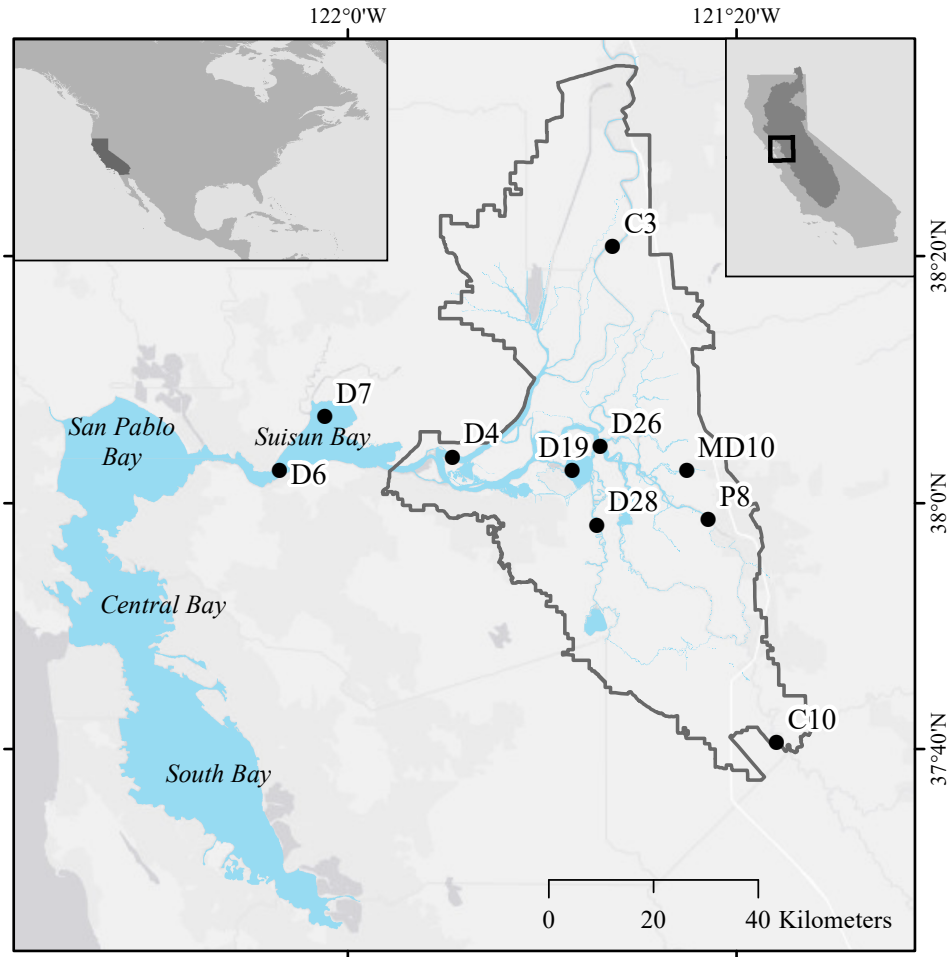 122°0'W
121°20'W
C3
38°20'N
D7
San Pablo
Bay
Suisun Bay
D4
D26
D19
MD10
D6
D28
P8
38°0'N
Central Bay
C10
South Bay
37°40'N
0 20 40 Kilometers